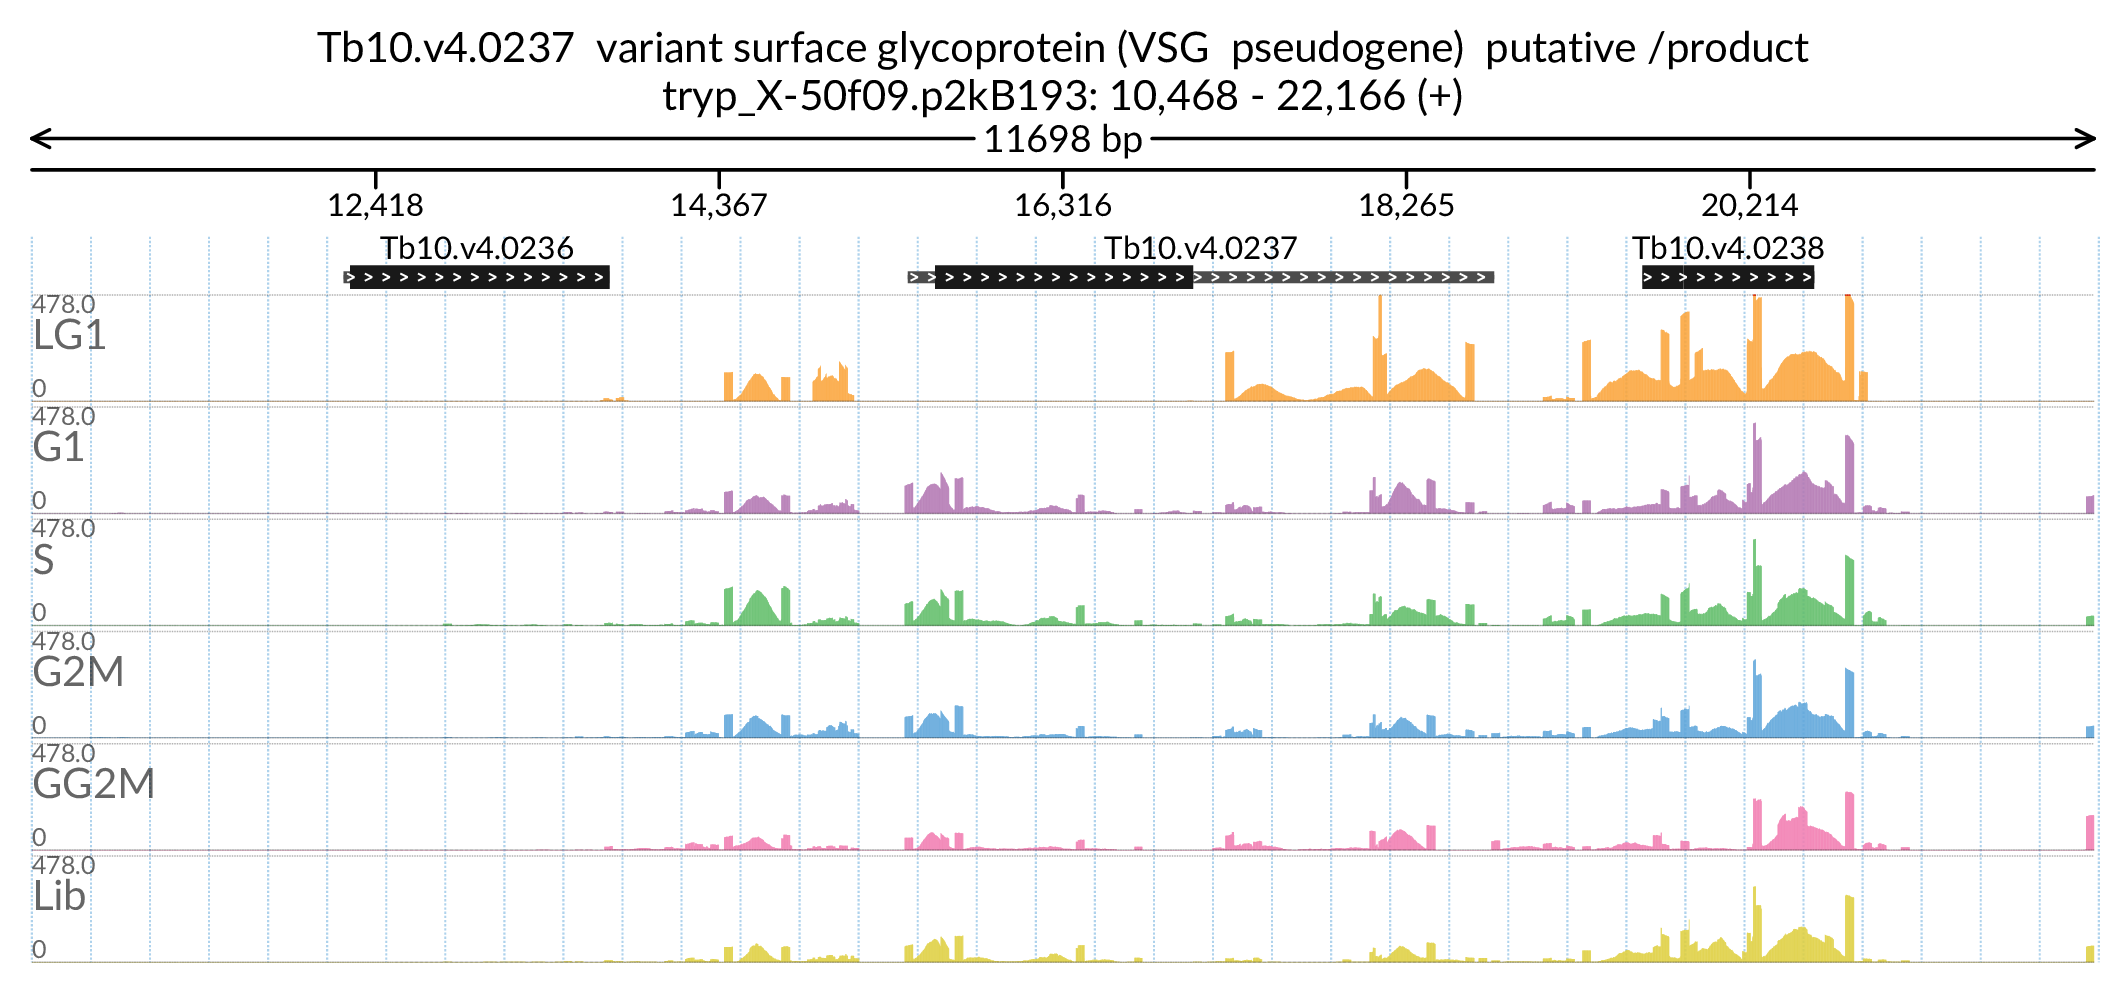 Tb10.v4.0237 variant surface glycoprotein (VSG pseudogene) putative /product
tryp_X-50f09.p2kB193: 10,468 - 22,166 (+)
11698 bp
12,418 14,367 16,316 18,265 20,214
Tb10.v4.0236 Tb10.v4.0237 Tb10.v4.0238
478.0
LG1
0
478.0
G1
0
478.0
S
0
478.0
G2M
0
478.0
GG2M
0
478.0
Lib
0